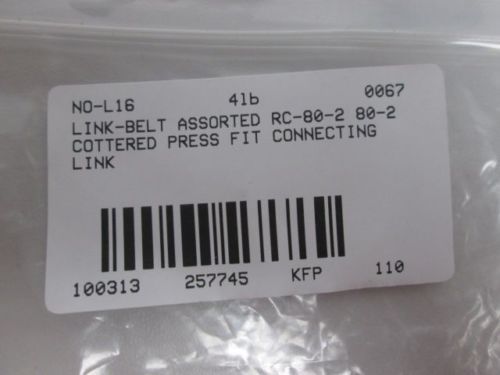 NO-L16 4lb 0067
LINK-BELT ASSORTED RC-80-2 80-2
COTTERED PRESS FIT CONNECTING
LINK
100313 257745 KFP 110